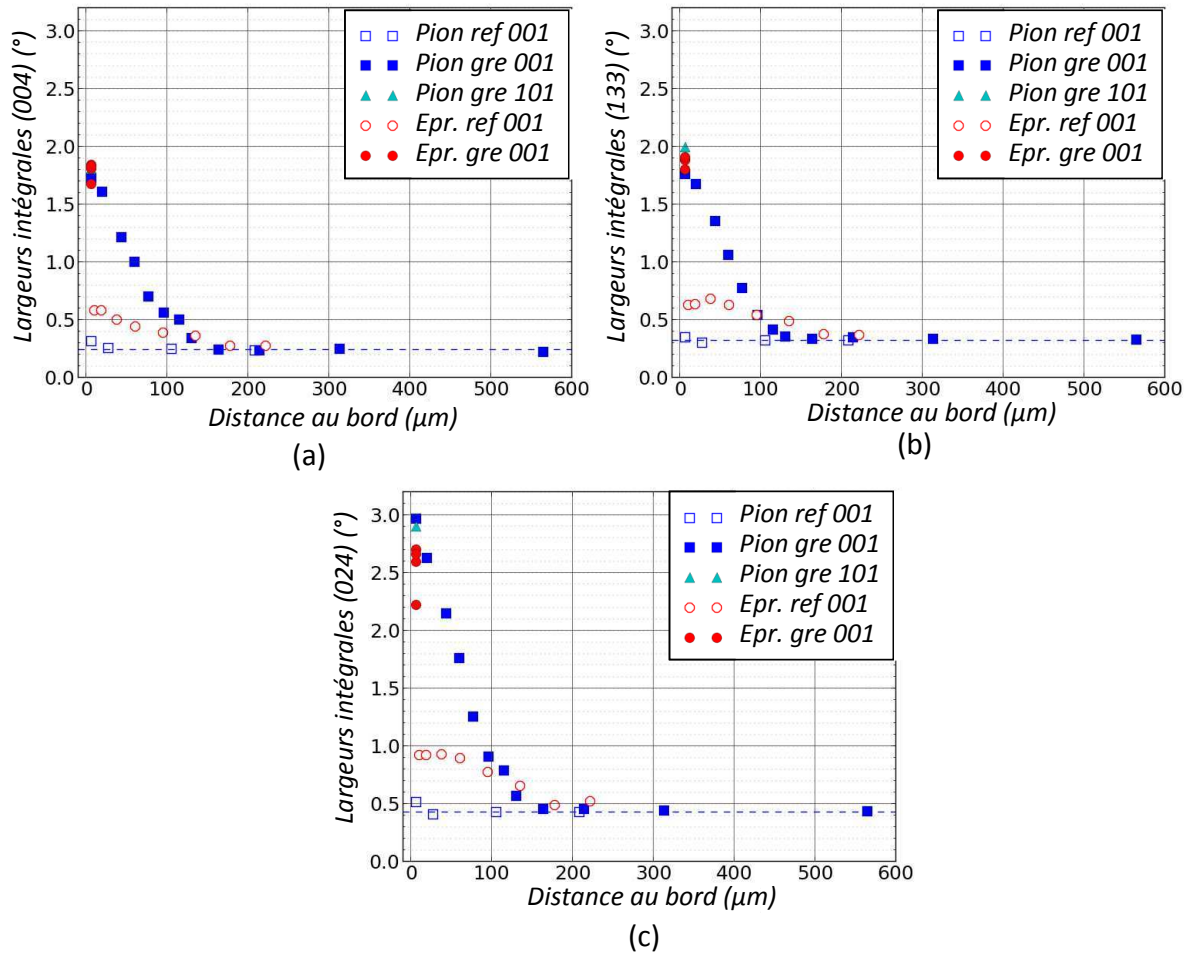 Largeurs intégrales (004) (°)
3.0
2.5
2.0
1.5
1.0
0.5
0.0
Pion ref 001
Pion gre 001
Pion gre 101
Epr. ref 001
Epr. gre 001
0 100 200 300 400 500 600
Distance au bord (μm)
(a)
Largeurs intégrales (133) (°)
3.0
2.5
2.0
1.5
1.0
0.5
0.0
Pion ref 001
Pion gre 001
Pion gre 101
Epr. ref 001
Epr. gre 001
0 100 200 300 400 500 600
Distance au bord (μm)
(b)
Largeurs intégrales (024) (°)
3.0
2.5
2.0
1.5
1.0
0.5
0.0
Pion ref 001
Pion gre 001
Pion gre 101
Epr. ref 001
Epr. gre 001
0 100 200 300 400 500 600
Distance au bord (μm)
(c)